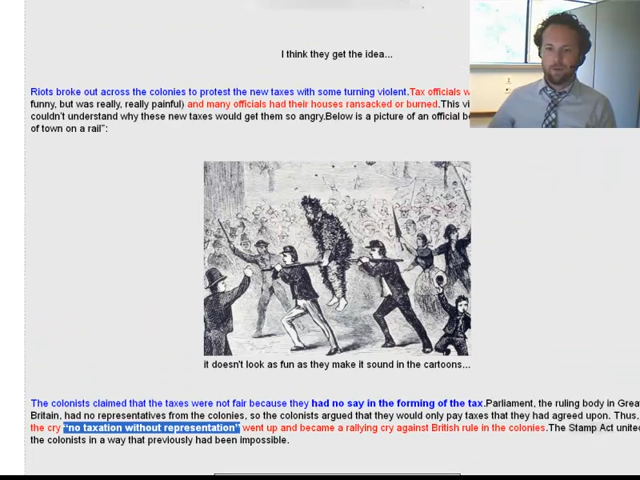 I think they get the idea...
Riots broke out across the colonies to protest the new taxes with some turning violent.Tax officials w
funny, but was really, really painful) and many officials had their houses ransacked or burned.This vi
couldn't understand why these new taxes would get them so angry.Below is a picture of an official be
of town on a rail":
it doesn't look as fun as they make it sound in the cartoons...
The colonists claimed that the taxes were not fair because they had no say in the forming of the tax.Parliament, the ruling body in Grea
Britain, had no representatives from the colonies, so the colonists argued that they would only pay taxes that they had agreed upon. Thus,
the cry "no taxation without representation" went up and became a rallying cry against British rule in the colonies.The Stamp Act unite
the colonists in a way that previously had been impossible.